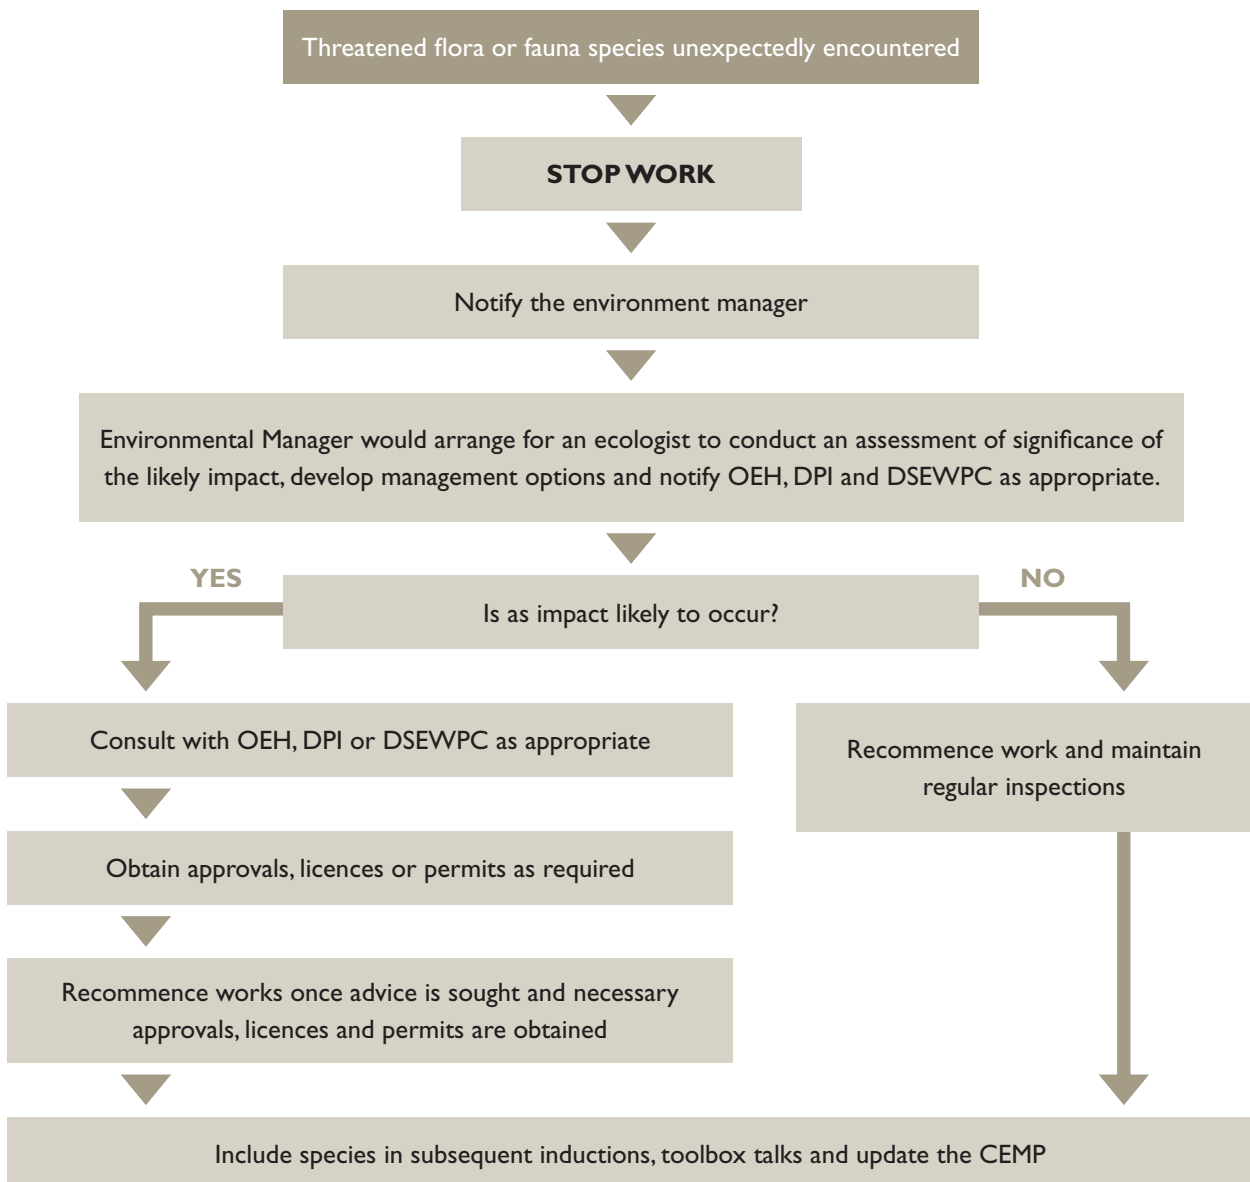 Threatened flora or fauna species unexpectedly encountered
STOP WORK
Notify the environment manager
Environmental Manager would arrange for an ecologist to conduct an assessment of significance of
the likely impact, develop management options and notify OEH, DPI and DSEWPC as appropriate.
YES
NO
Is as impact likely to occur?
Consult with OEH, DPI or DSEWPC as appropriate
Obtain approvals, licences or permits as required
Recommence works once advice is sought and necessary
approvals, licences and permits are obtained
Recommence work and maintain
regular inspections
Include species in subsequent inductions, toolbox talks and update the CEMP